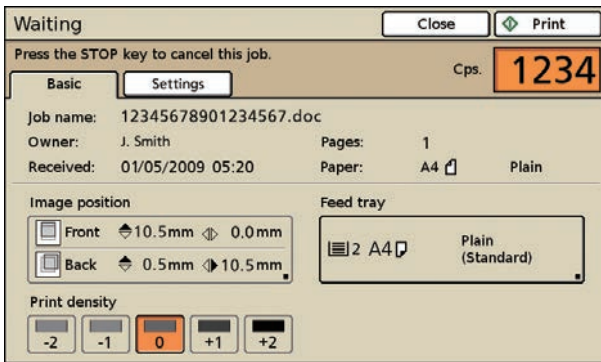 Waiting Close Print
Press the STOP key to cancel this job. Cps. 1234
Basic Settings
Job name: 12345678901234567.doc
Owner: J. Smith Pages: 1
Received: 01/05/2009 05:20 Paper: A4 Plain
Image position Feed tray
Front 10.5mm 0.0mm
Back 0.5mm 10.5mm
2 A4 Plain
(Standard)
Print density
-2 -1 0 +1 +2